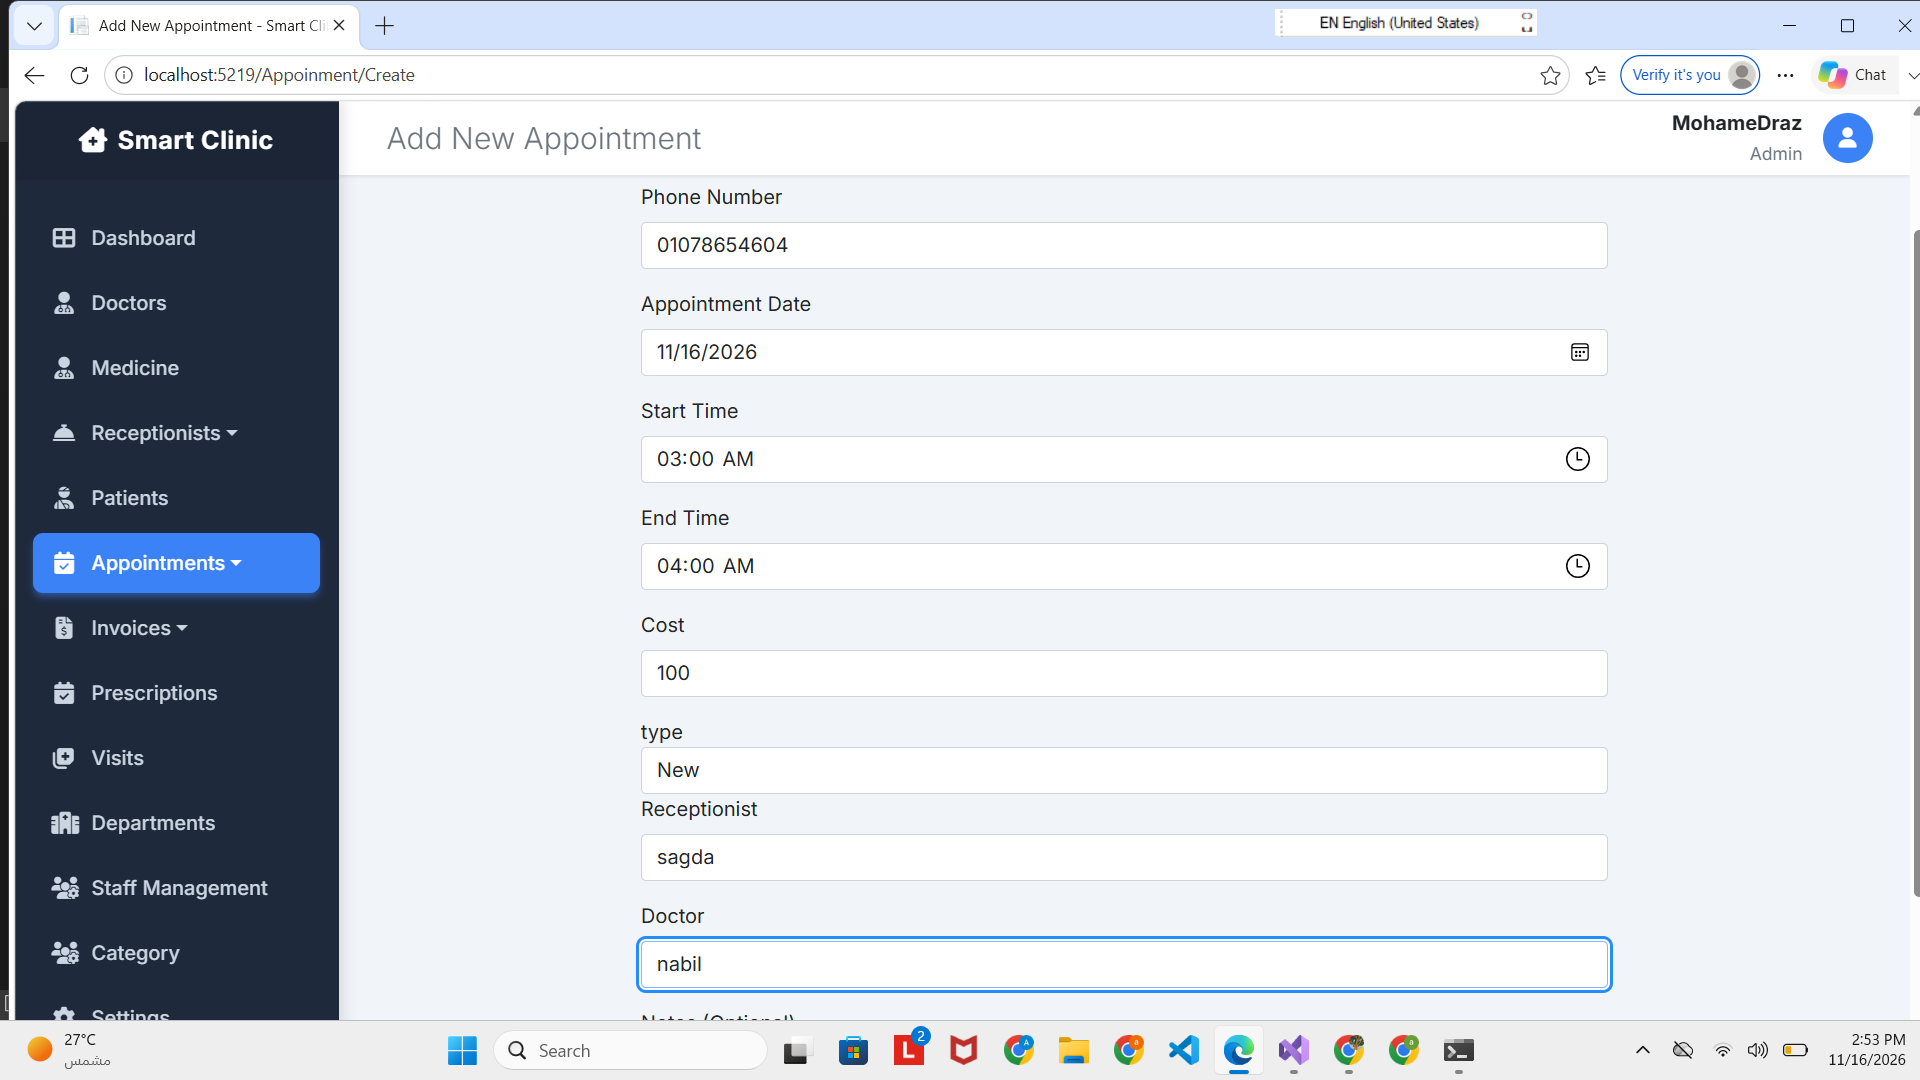 Add New Appointment - Smart Cli
EN English (United States)
localhost:5219/Appoinment/Create
Verify it's you
Chat
Smart Clinic
Add New Appointment
MohameDraz
Admin
Dashboard
Doctors
Medicine
Receptionists
Patients
Appointments
Invoices
Prescriptions
Visits
Departments
Staff Management
Category
Settings
Phone Number
01078654604
Appointment Date
11/16/2026
Start Time
03:00 AM
End Time
04:00 AM
Cost
100
type
New
Receptionist
sagda
Doctor
nabil
Notes (Optional)
27°C
مشمس
Search
2
2:53 PM
11/16/2026